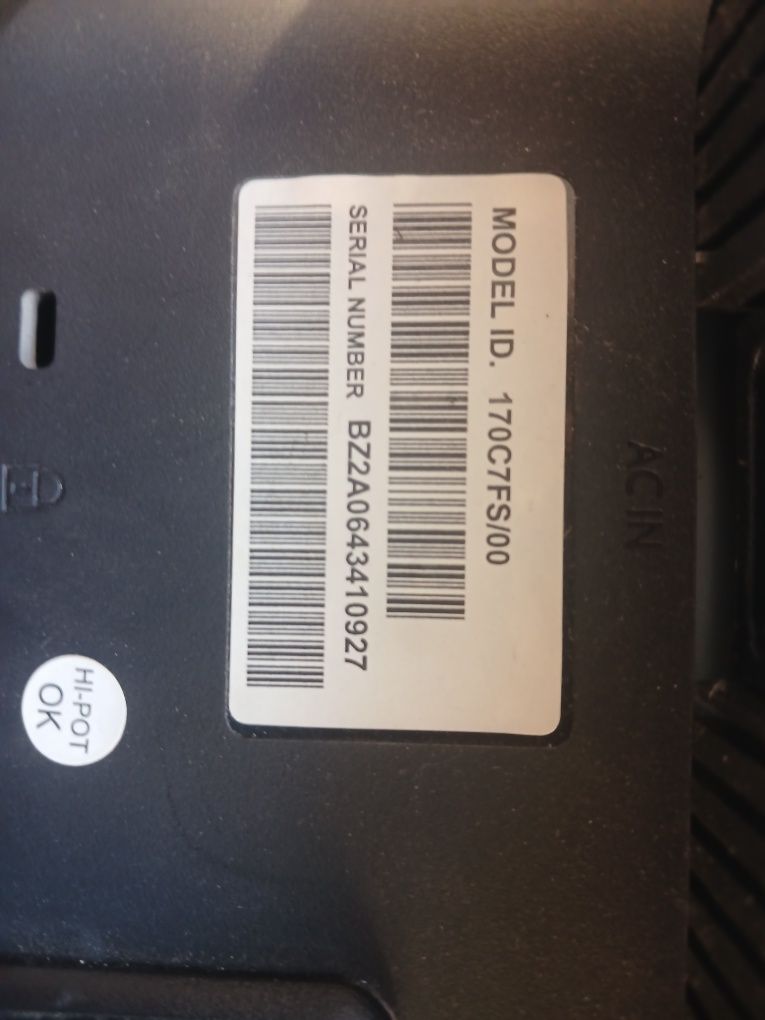 AC IN
MODEL ID. 170C7FS/00
SERIAL NUMBER BZ2A0643410927
HI-POT
OK